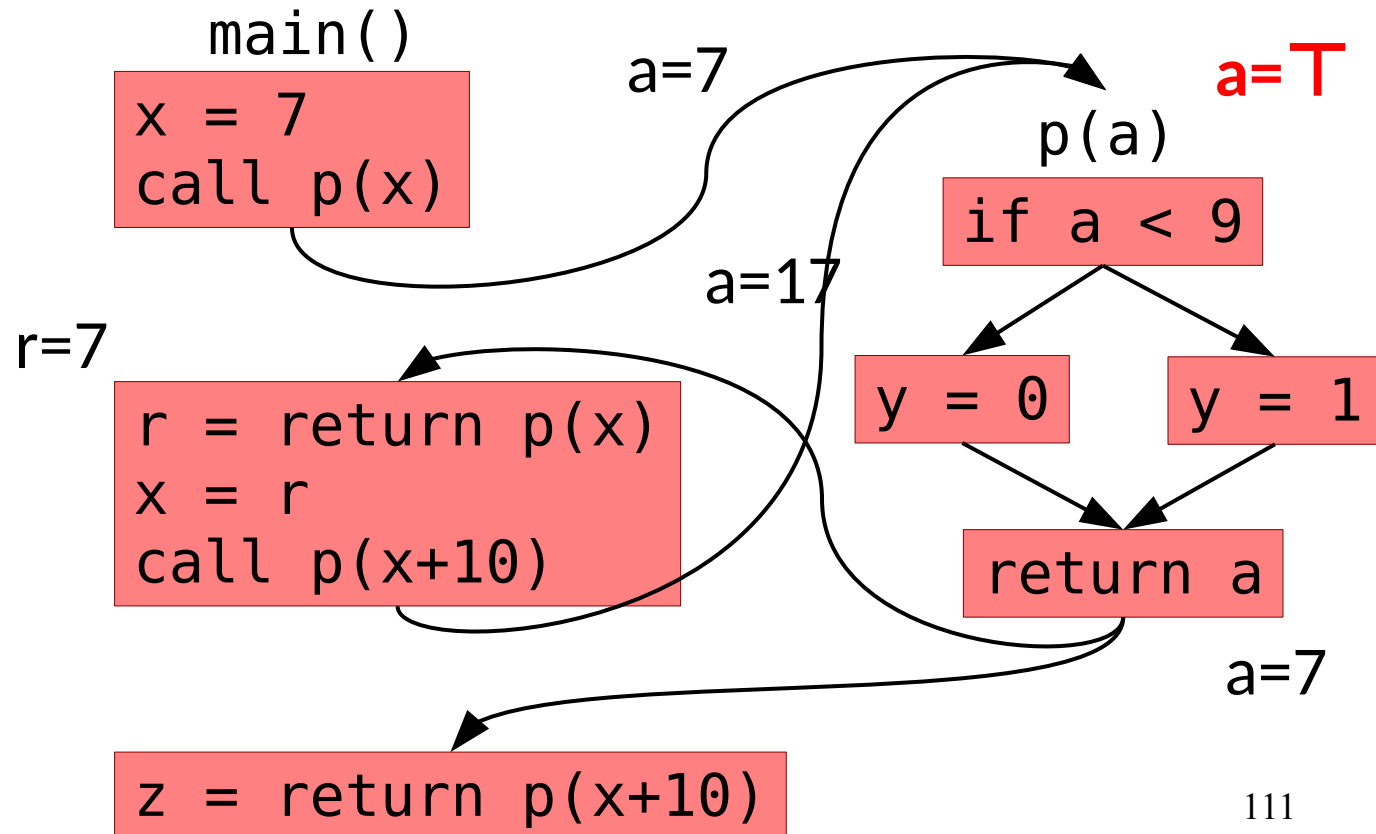 main()
x = 7
call p(x)
a=7
a=⊤
p(a)
if a < 9
a=17
y = 0
y = 1
r=7
r = return p(x)
x = r
call p(x+10)
return a
a=7
z = return p(x+10)
111